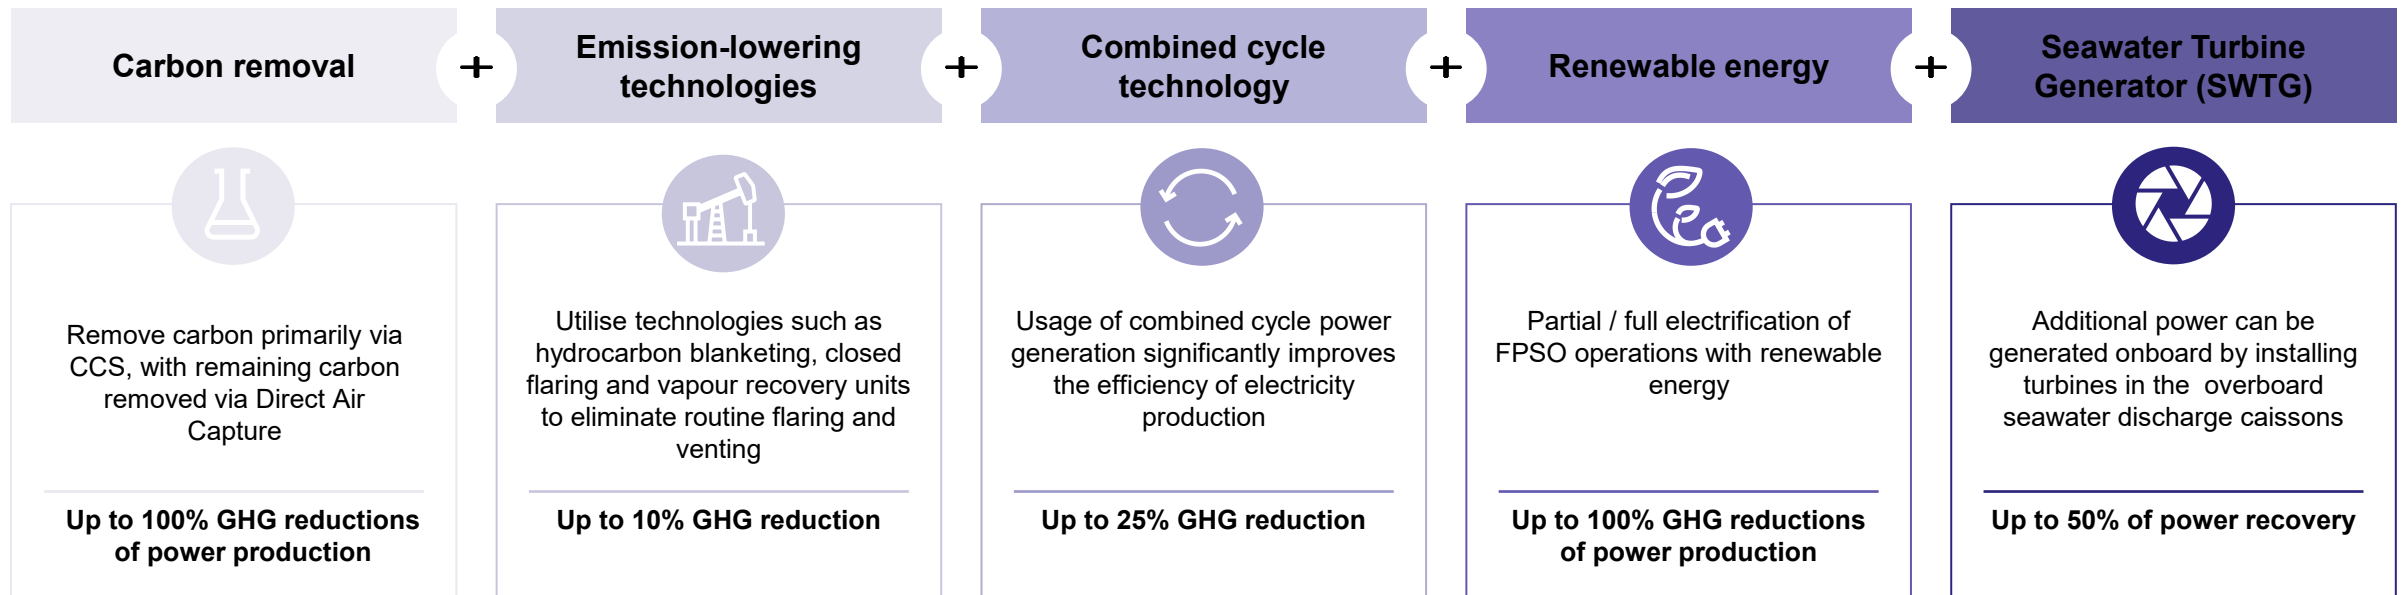 Carbon removal
+
Emission-lowering
technologies
+
Combined cycle
technology
+
Renewable energy
+
Seawater Turbine
Generator (SWTG)
Remove carbon primarily via
CCS, with remaining carbon
removed via Direct Air
Capture
Up to 100% GHG reductions
of power production
Utilise technologies such as
hydrocarbon blanketing, closed
flaring and vapour recovery units
to eliminate routine flaring and
venting
Up to 10% GHG reduction
Usage of combined cycle power
generation significantly improves
the efficiency of electricity
production
Up to 25% GHG reduction
Partial / full electrification of
FPSO operations with renewable
energy
Up to 100% GHG reductions
of power production
Additional power can be
generated onboard by installing
turbines in the  overboard
seawater discharge caissons
Up to 50% of power recovery